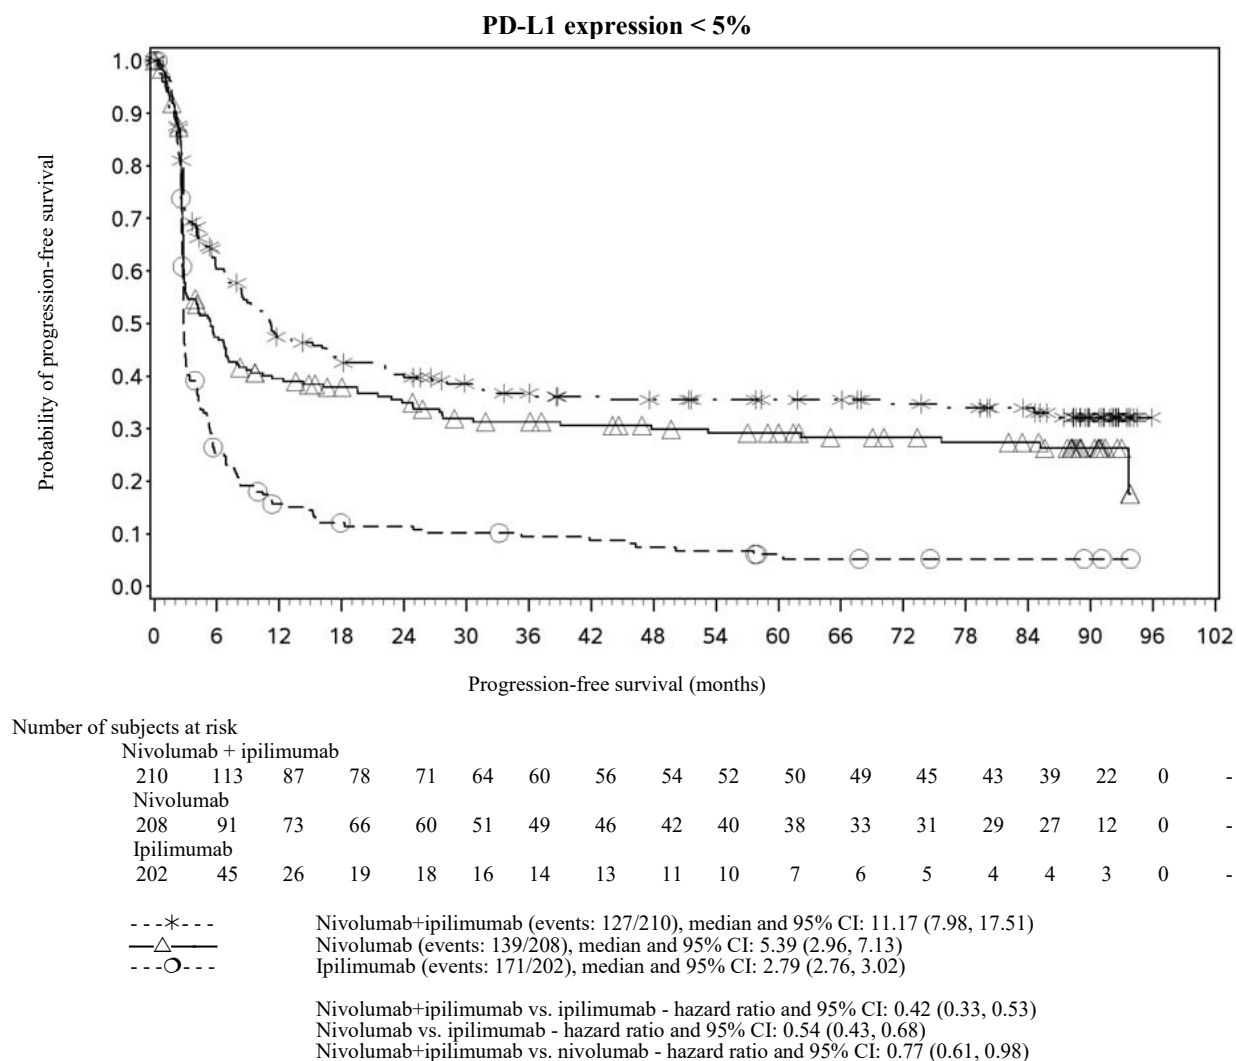 PD-L1 expression < 5%
Probability of progression-free survival
1.0
0.9
0.8
0.7
0.6
0.5
0.4
0.3
0.2
0.1
0.0
0 6 12 18 24 30 36 42 48 54 60 66 72 78 84 90 96 102
Progression-free survival (months)
Number of subjects at risk
Nivolumab + ipilimumab
210 113 87 78 71 64 60 56 54 52 50 49 45 43 39 22 0 -
Nivolumab
208 91 73 66 60 51 49 46 42 40 38 33 31 29 27 12 0 -
Ipilimumab
202 45 26 19 18 16 14 13 11 10 7 6 5 4 4 3 0 -
Nivolumab+ipilimumab (events: 127/210), median and 95% CI: 11.17 (7.98, 17.51)
Nivolumab (events: 139/208), median and 95% CI: 5.39 (2.96, 7.13)
Ipilimumab (events: 171/202), median and 95% CI: 2.79 (2.76, 3.02)
Nivolumab+ipilimumab vs. ipilimumab - hazard ratio and 95% CI: 0.42 (0.33, 0.53)
Nivolumab vs. ipilimumab - hazard ratio and 95% CI: 0.54 (0.43, 0.68)
Nivolumab+ipilimumab vs. nivolumab - hazard ratio and 95% CI: 0.77 (0.61, 0.98)